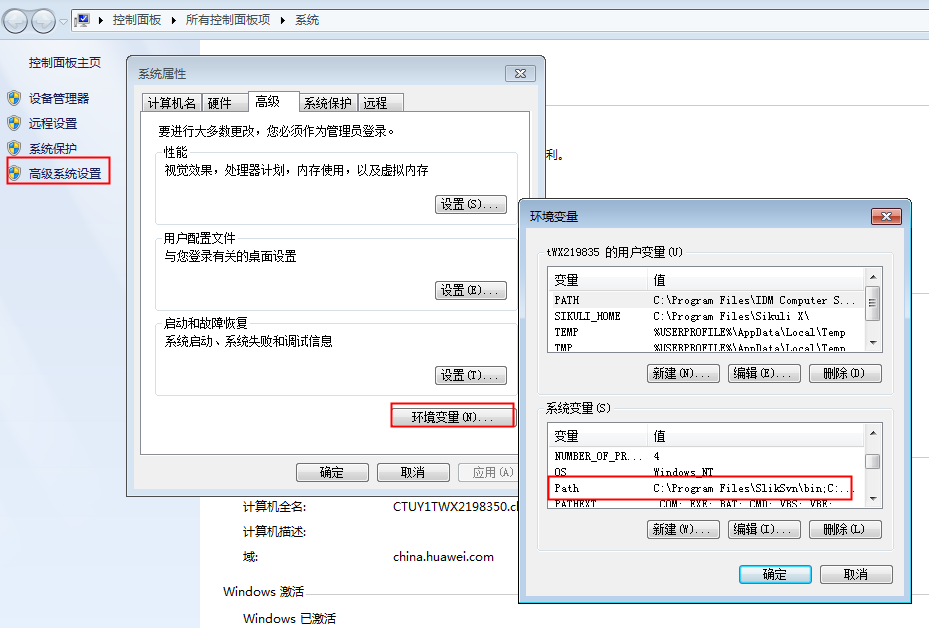 控制面板 所有控制面板项 系统
控制面板主页
设备管理器
远程设置
系统保护
高级系统设置
系统属性
计算机名 硬件 高级 系统保护 远程
要进行大多数更改，您必须作为管理员登录。
性能
视觉效果，处理器计划，内存使用，以及虚拟内存
设置(S)...
用户配置文件
与您登录有关的桌面设置
设置(E)...
启动和故障恢复
系统启动、系统失败和调试信息
设置(T)...
环境变量(N)...
确定 取消 应用(A)
利。
环境变量
tWX219835 的用户变量(U)
变量 值
PATH C:\Program Files\IDM Computer S...
SIKULI_HOME C:\Program Files\Sikuli X\
TEMP %USERPROFILE%\AppData\Local\Temp
TMP %USERPROFILE%\AppData\Local\Temp
新建(N)... 编辑(E)... 删除(D)
系统变量(S)
变量 值
NUMBER_OF_PR... 4
OS Windows_NT
Path C:\Program Files\SlikSvn\bin;C:...
PATHEXT .COM;.EXE;.BAT;.CMD;.VBS;.VBE;
新建(W)... 编辑(I)... 删除(L)
确定 取消
计算机全名: CTUY1TWX2198350.ch
计算机描述:
域: china.huawei.com
Windows 激活
Windows 已激活